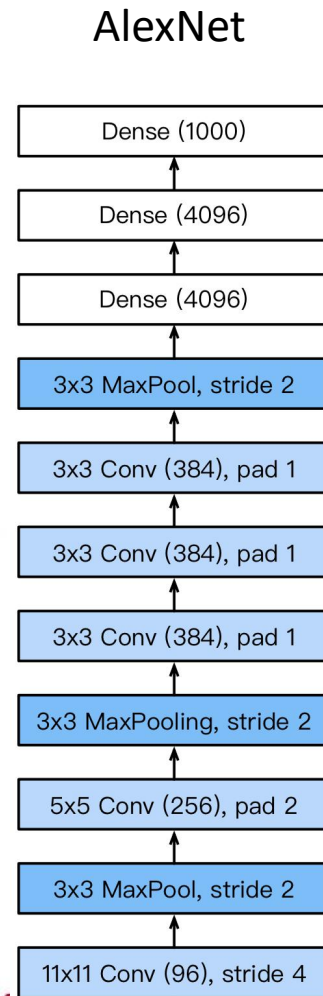 AlexNet
Dense (1000)
Dense (4096)
Dense (4096)
3x3 MaxPool, stride 2
3x3 Conv (384), pad 1
3x3 Conv (384), pad 1
3x3 Conv (384), pad 1
3x3 MaxPooling, stride 2
5x5 Conv (256), pad 2
3x3 MaxPool, stride 2
11x11 Conv (96), stride 4